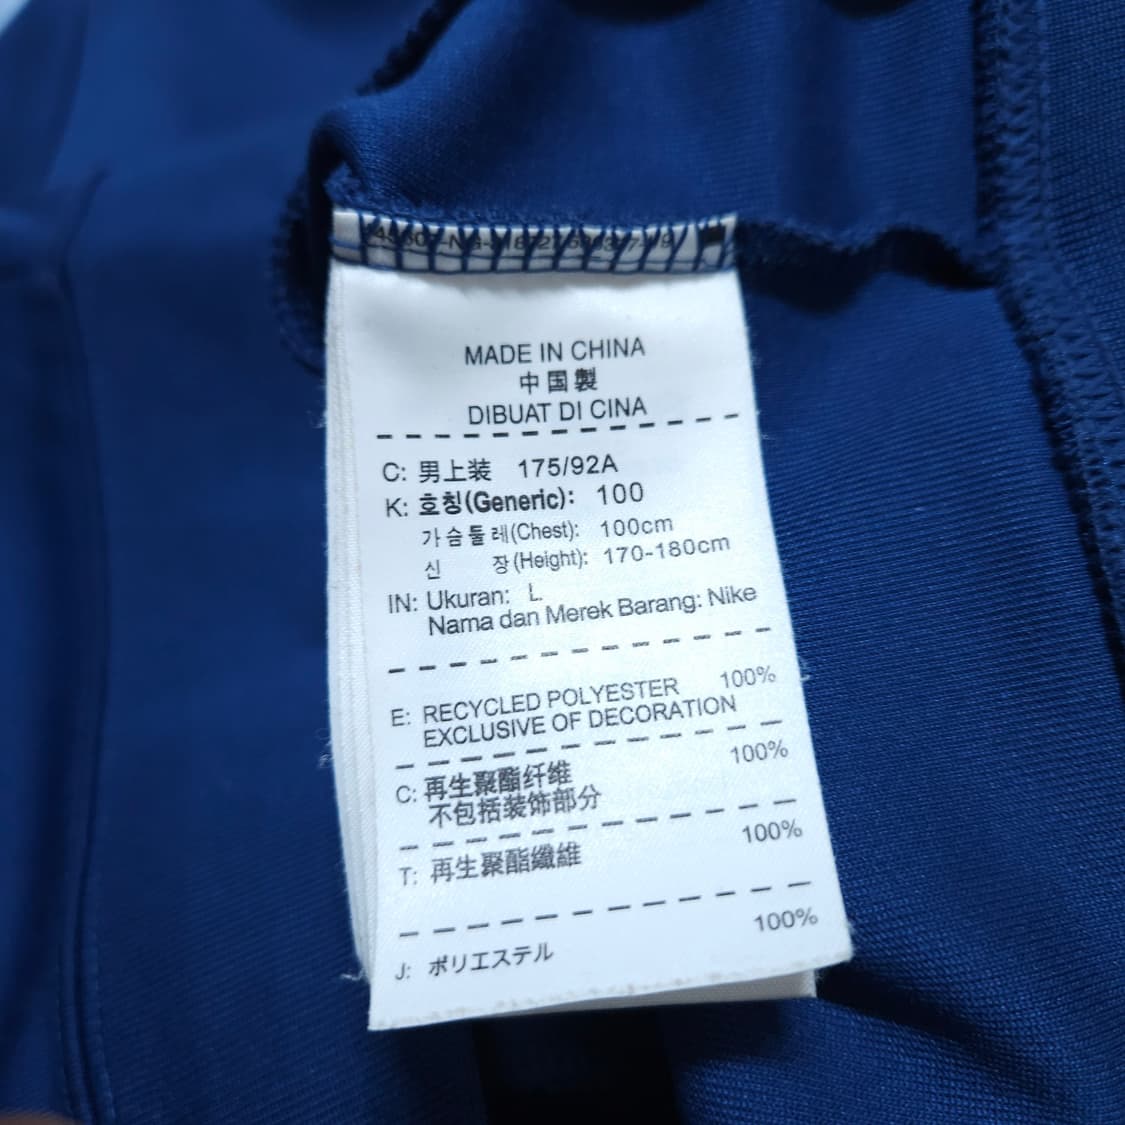 MADE IN CHINA
中国製
DIBUAT DI CINA
C: 男上装 175/92A
K: 호칭(Generic): 100
가슴둘레(Chest): 100cm
신 장(Height): 170-180cm
IN: Ukuran: L
Nama dan Merek Barang: Nike
E: RECYCLED POLYESTER 100%
EXCLUSIVE OF DECORATION
C: 再生聚酯纤维 100%
不包括装饰部分
T: 再生聚酯纖維 100%
J: ポリエステル 100%